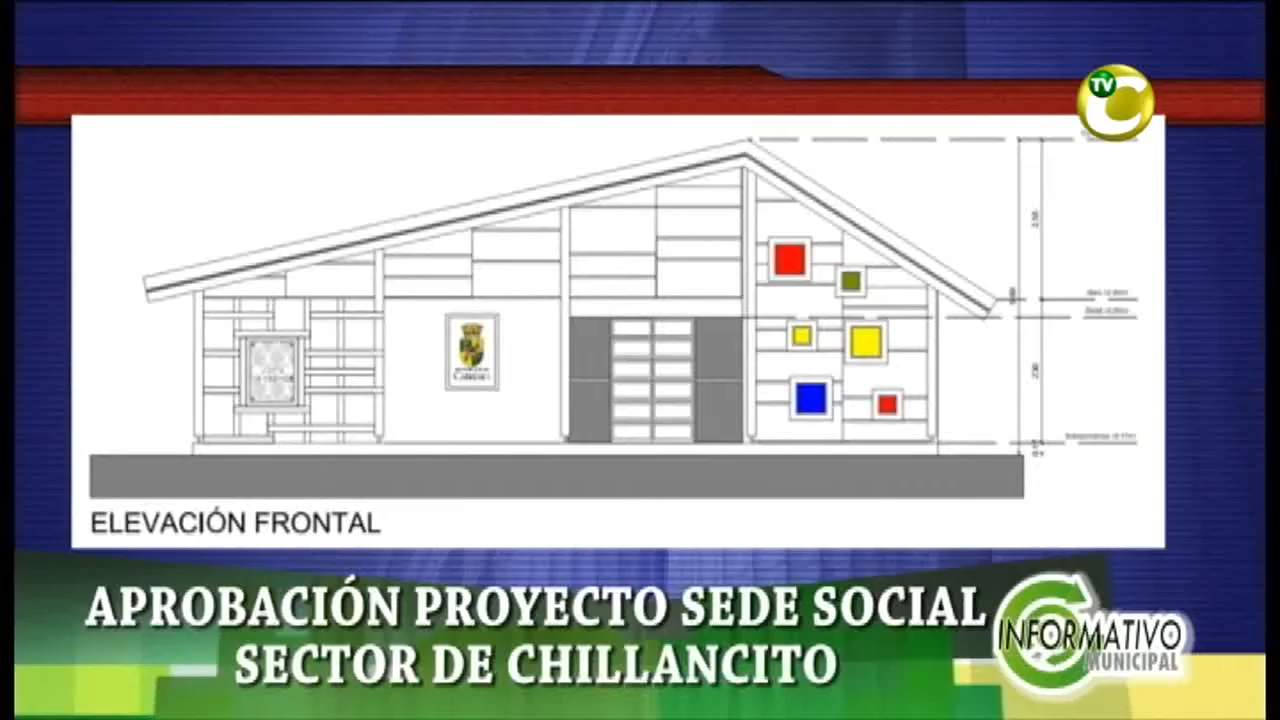 TV
ELEVACIÓN FRONTAL
APROBACIÓN PROYECTO SEDE SOCIAL
SECTOR DE CHILLANCITO
INFORMATIVO
MUNICIPAL